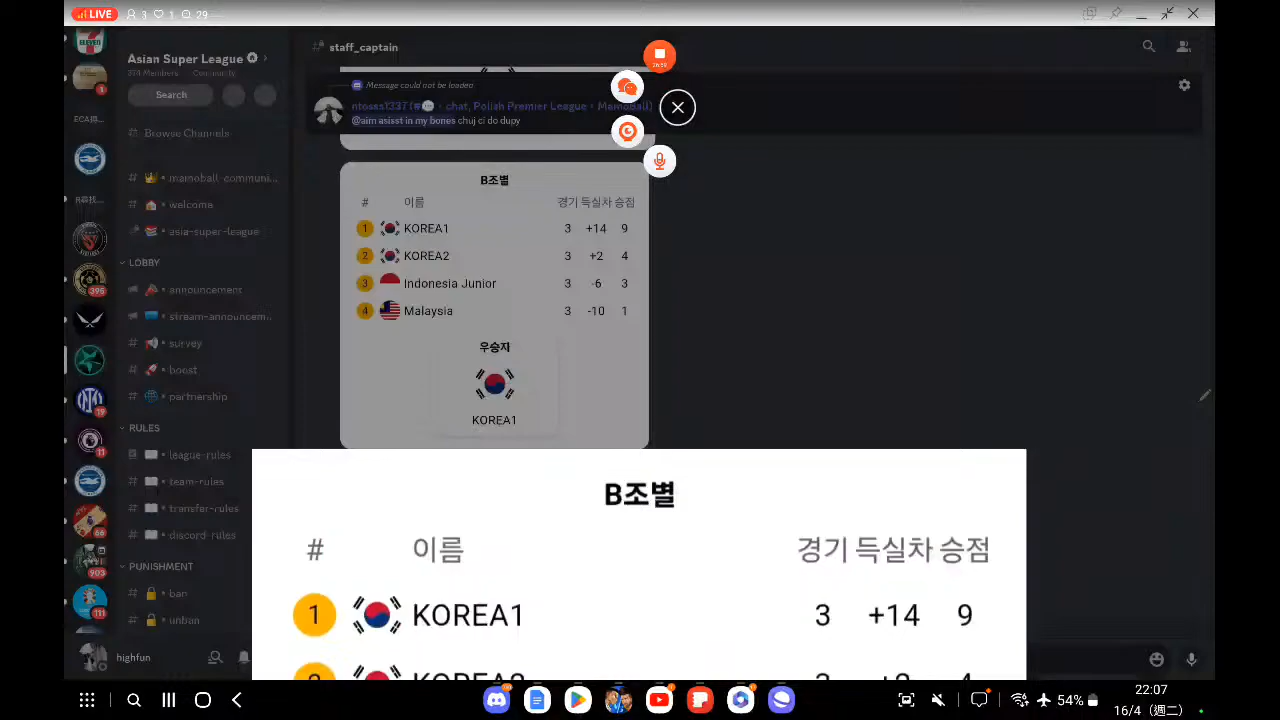 LIVE 3 1 29
Asian Super League
Community
Search
Browse Channels
mamoball-communi...
welcome
asia-super-league
LOBBY
announcement
stream-announcem...
survey
boost
partnership
RULES
league-rules
team-rules
transfer-rules
discord-rules
PUNISHMENT
ban
unban
highfun
staff_captain
Message could not be loaded
@aim asisst in my bones chuj ci do dupy
B조별
# 이름 경기 득실차 승점
1 KOREA1 3 +14 9
2 KOREA2 3 +2 4
3 Indonesia Junior 3 -6 3
4 Malaysia 3 -10 1
우승자
KOREA1
B조별
# 이름 경기 득실차 승점
1 KOREA1 3 +14 9
54%
22:07
16/4 (週二)